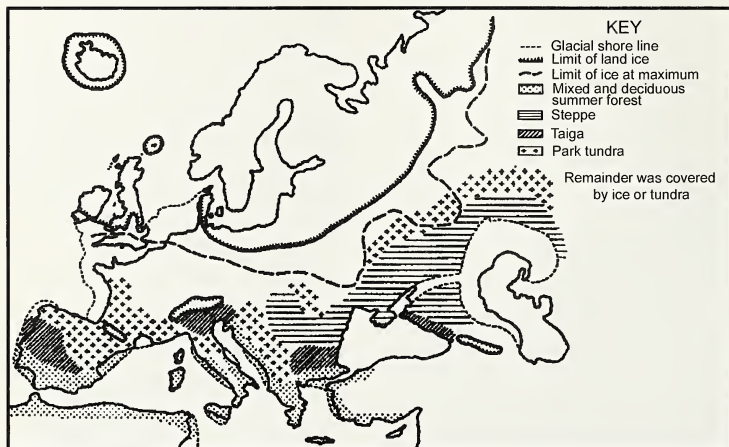 KEY
Glacial shore line
Limit of land ice
Limit of ice at maximum
Mixed and deciduous
summer forest
Steppe
Taiga
Park tundra
Remainder was covered
by ice or tundra